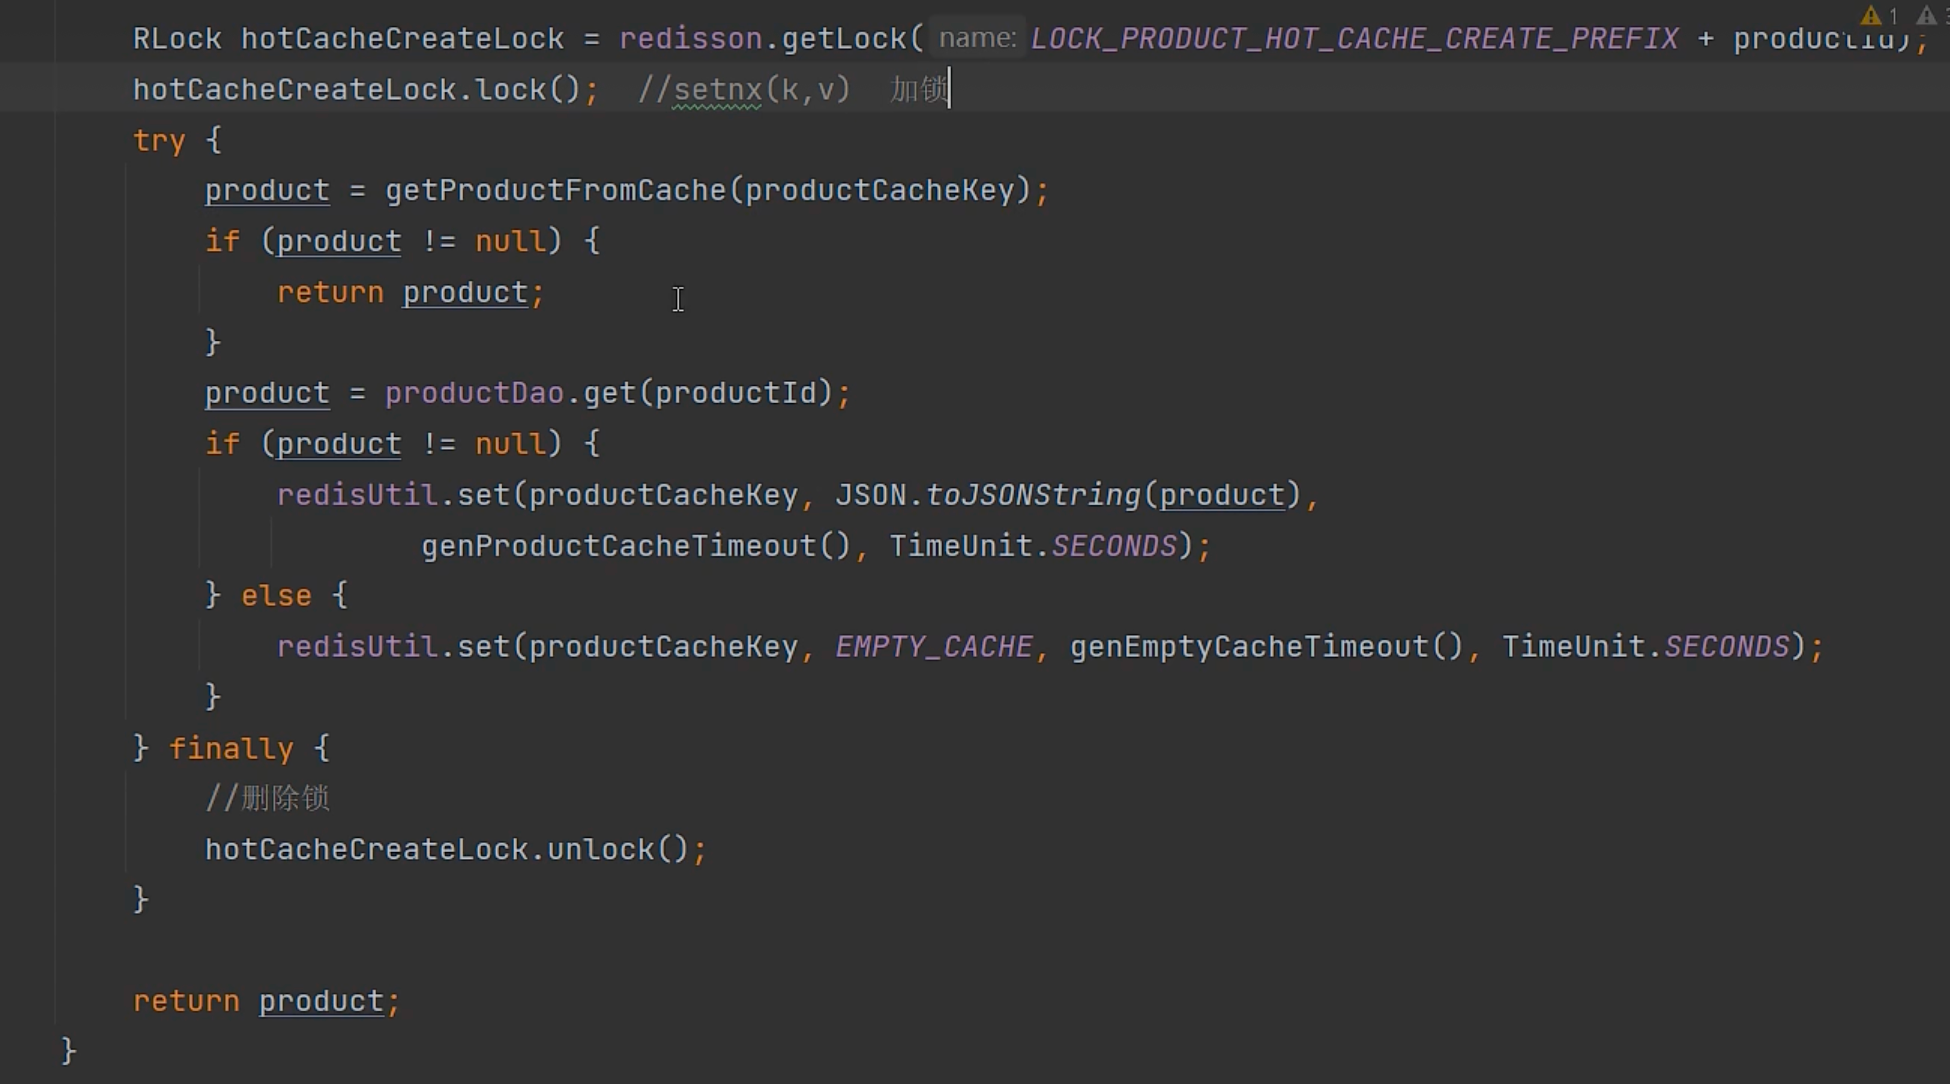 1
RLock hotCacheCreateLock = redisson.getLock( name: LOCK_PRODUCT_HOT_CACHE_CREATE_PREFIX + productId);
hotCacheCreateLock.lock();  //setnx(k,v)  加锁
try {
product = getProductFromCache(productCacheKey);
if (product != null) {
return product;
}
product = productDao.get(productId);
if (product != null) {
redisUtil.set(productCacheKey, JSON.toJSONString(product),
genProductCacheTimeout(), TimeUnit.SECONDS);
} else {
redisUtil.set(productCacheKey, EMPTY_CACHE, genEmptyCacheTimeout(), TimeUnit.SECONDS);
}
} finally {
//删除锁
hotCacheCreateLock.unlock();
}
return product;
}